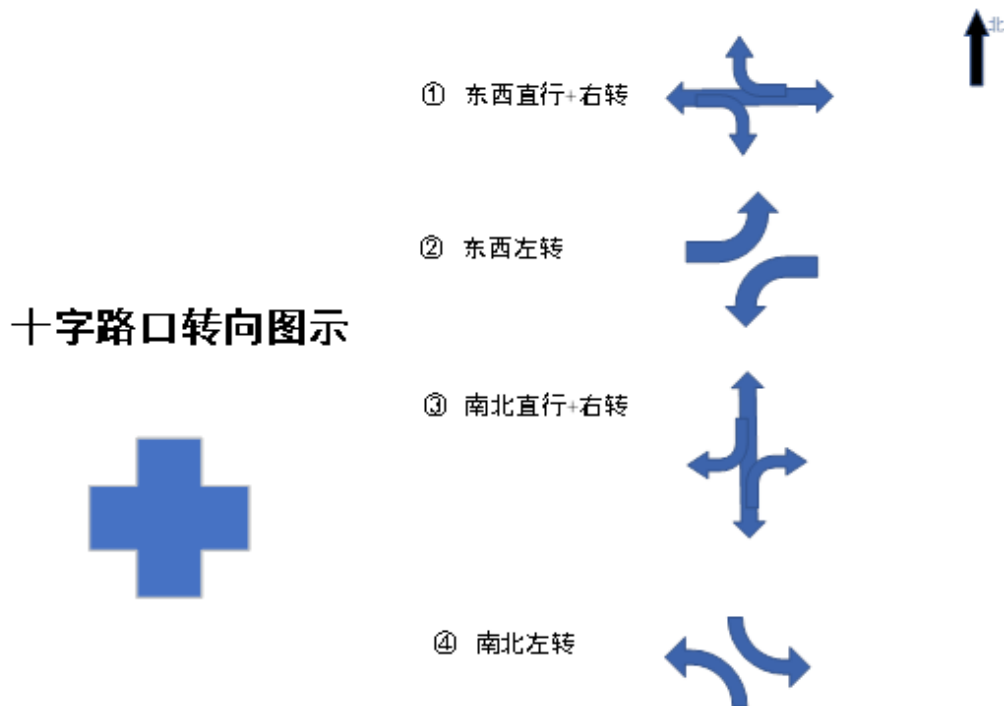 北
① 东西直行+右转
② 东西左转
十字路口转向图示
③ 南北直行+右转
④ 南北左转